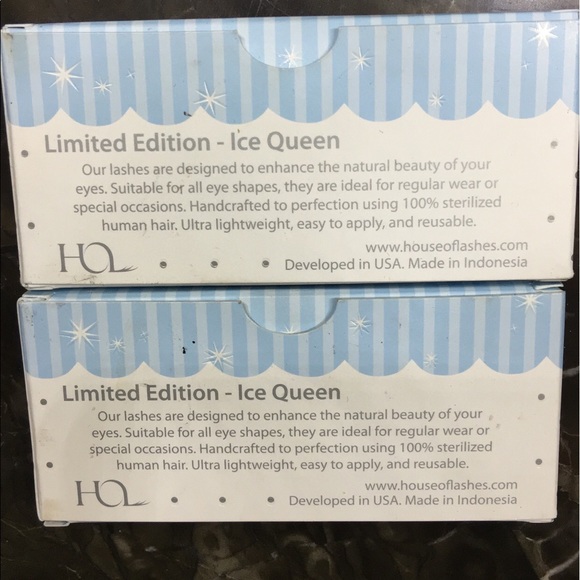 Limited Edition - Ice Queen
Our lashes are designed to enhance the natural beauty of your
eyes. Suitable for all eye shapes, they are ideal for regular wear or
special occasions. Handcrafted to perfection using 100% sterilized
human hair. Ultra lightweight, easy to apply, and reusable.
www.houseoflashes.com
HOL
Developed in USA. Made in Indonesia
Limited Edition - Ice Queen
Our lashes are designed to enhance the natural beauty of your
eyes. Suitable for all eye shapes, they are ideal for regular wear or
special occasions. Handcrafted to perfection using 100% sterilized
human hair. Ultra lightweight, easy to apply, and reusable.
www.houseoflashes.com
HOL
Developed in USA. Made in Indonesia